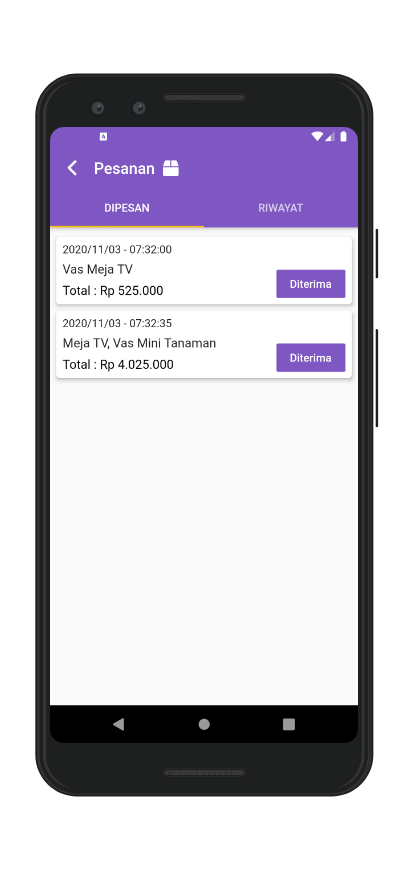 A
Pesanan
DIPESAN RIWAYAT
2020/11/03 - 07:32:00
Vas Meja TV
Total : Rp 525.000
Diterima
2020/11/03 - 07:32:35
Meja TV, Vas Mini Tanaman
Total : Rp 4.025.000
Diterima